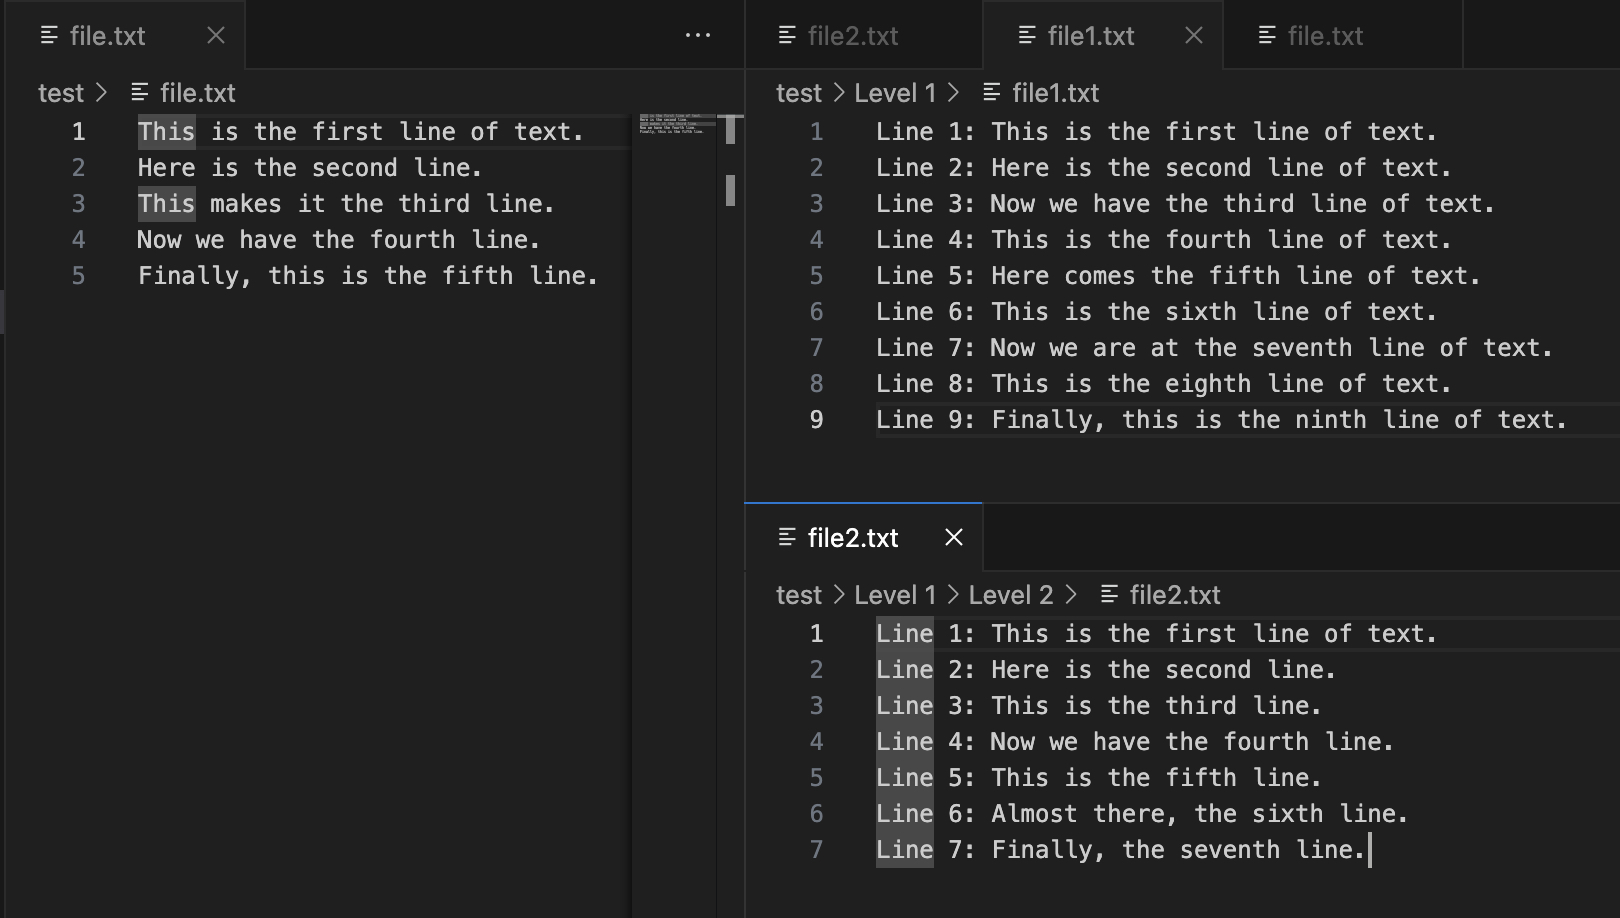 file.txt
test > file.txt
1 This is the first line of text.
2 Here is the second line.
3 This makes it the third line.
4 Now we have the fourth line.
5 Finally, this is the fifth line.
file2.txt file1.txt file.txt
test > Level 1 > file1.txt
1 Line 1: This is the first line of text.
2 Line 2: Here is the second line of text.
3 Line 3: Now we have the third line of text.
4 Line 4: This is the fourth line of text.
5 Line 5: Here comes the fifth line of text.
6 Line 6: This is the sixth line of text.
7 Line 7: Now we are at the seventh line of text.
8 Line 8: This is the eighth line of text.
9 Line 9: Finally, this is the ninth line of text.
file2.txt
test > Level 1 > Level 2 > file2.txt
1 Line 1: This is the first line of text.
2 Line 2: Here is the second line.
3 Line 3: This is the third line.
4 Line 4: Now we have the fourth line.
5 Line 5: This is the fifth line.
6 Line 6: Almost there, the sixth line.
7 Line 7: Finally, the seventh line.